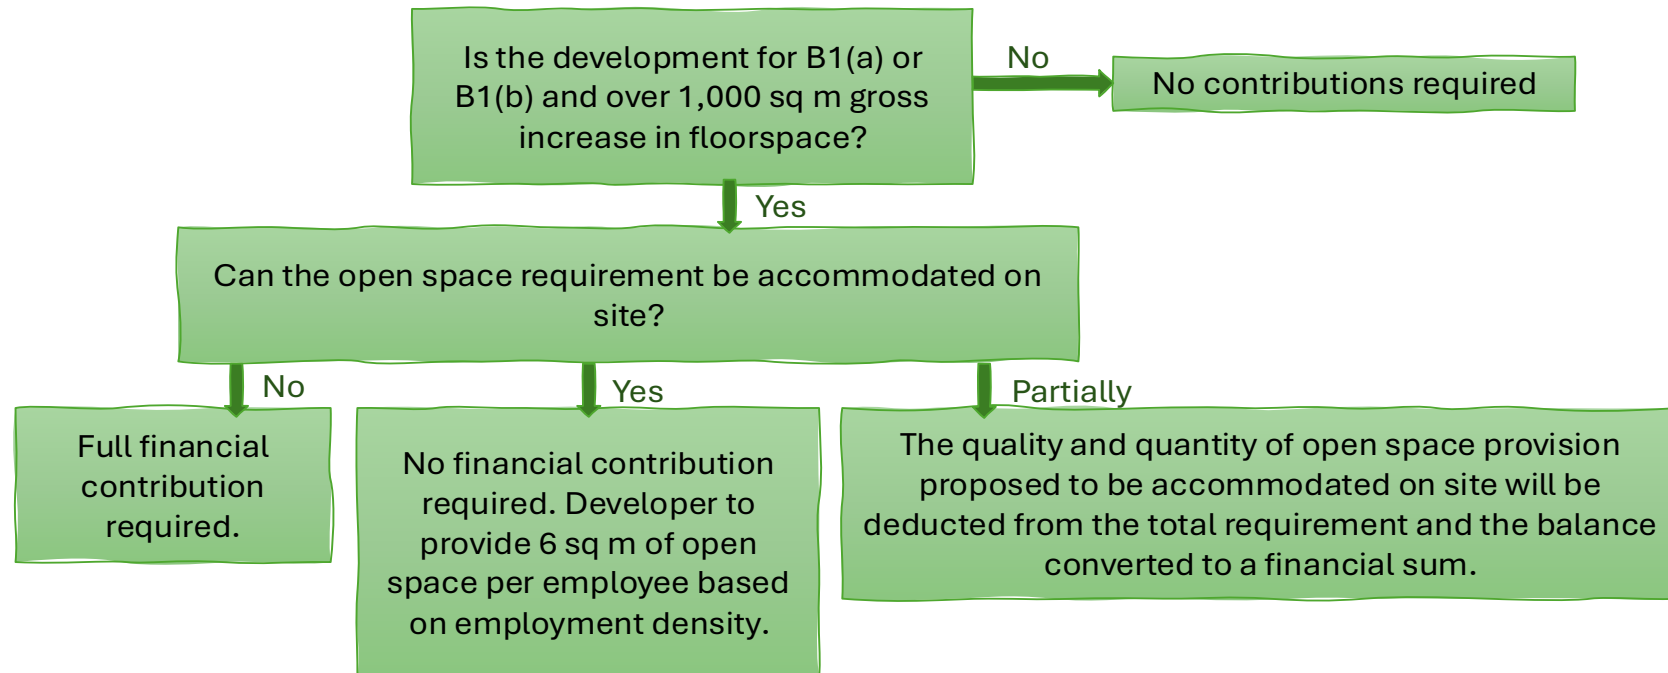 Is the development for B1(a) or
B1(b) and over 1,000 sq m gross
increase in floorspace?
No
No contributions required
Yes
Can the open space requirement be accommodated on
site?
No
Yes
Partially
Full financial
contribution
required.
No financial contribution
required. Developer to
provide 6 sq m of open
space per employee based
on employment density.
The quality and quantity of open space provision
proposed to be accommodated on site will be
deducted from the total requirement and the balance
converted to a financial sum.